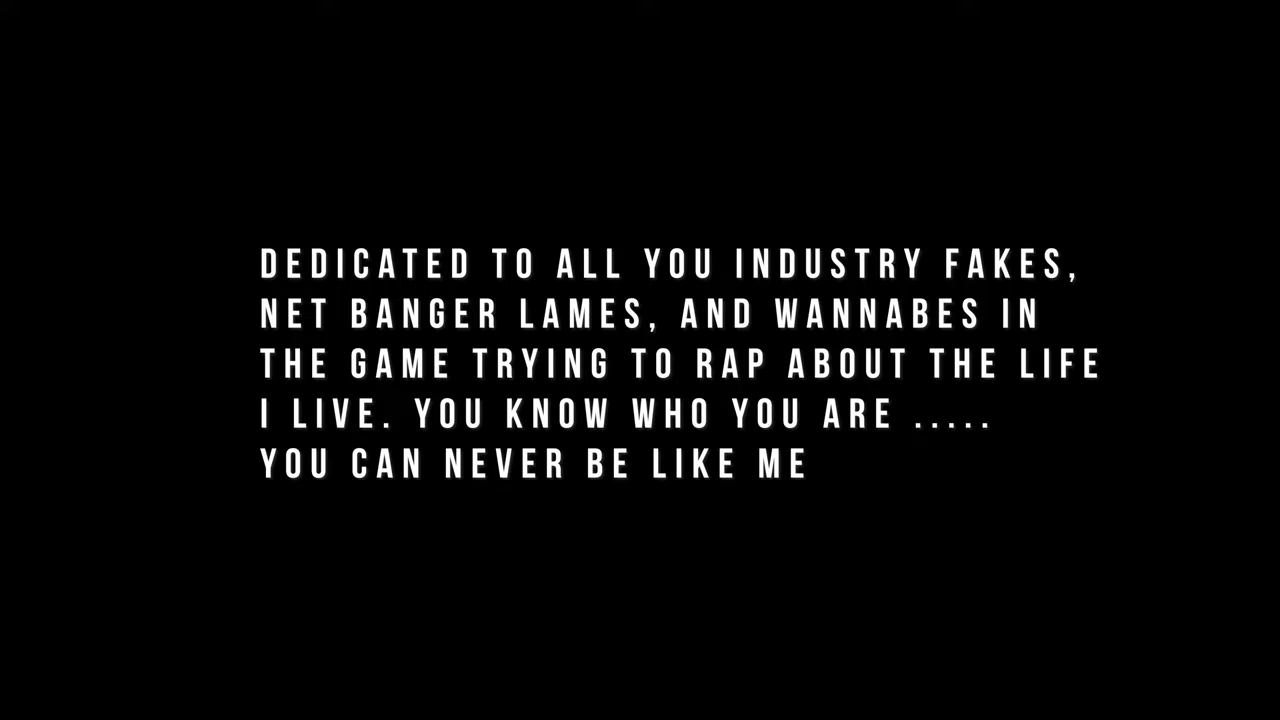 DEDICATED TO ALL YOU INDUSTRY FAKES,
NET BANGER LAMES, AND WANNABES IN
THE GAME TRYING TO RAP ABOUT THE LIFE
I LIVE. YOU KNOW WHO YOU ARE .....
YOU CAN NEVER BE LIKE ME